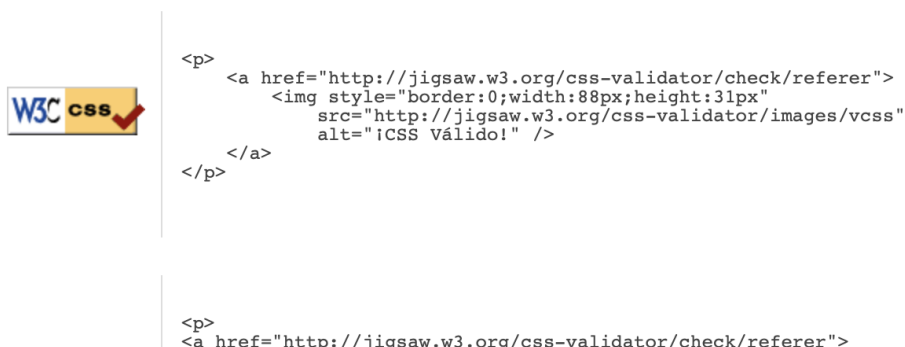 W3C css
<p>
<a href="http://jigsaw.w3.org/css-validator/check/referer">
<img style="border:0;width:88px;height:31px"
src="http://jigsaw.w3.org/css-validator/images/vcss"
alt="¡CSS Válido!" />
</a>
</p>
<p>
<a href="http://jigsaw.w3.org/css-validator/check/referer">